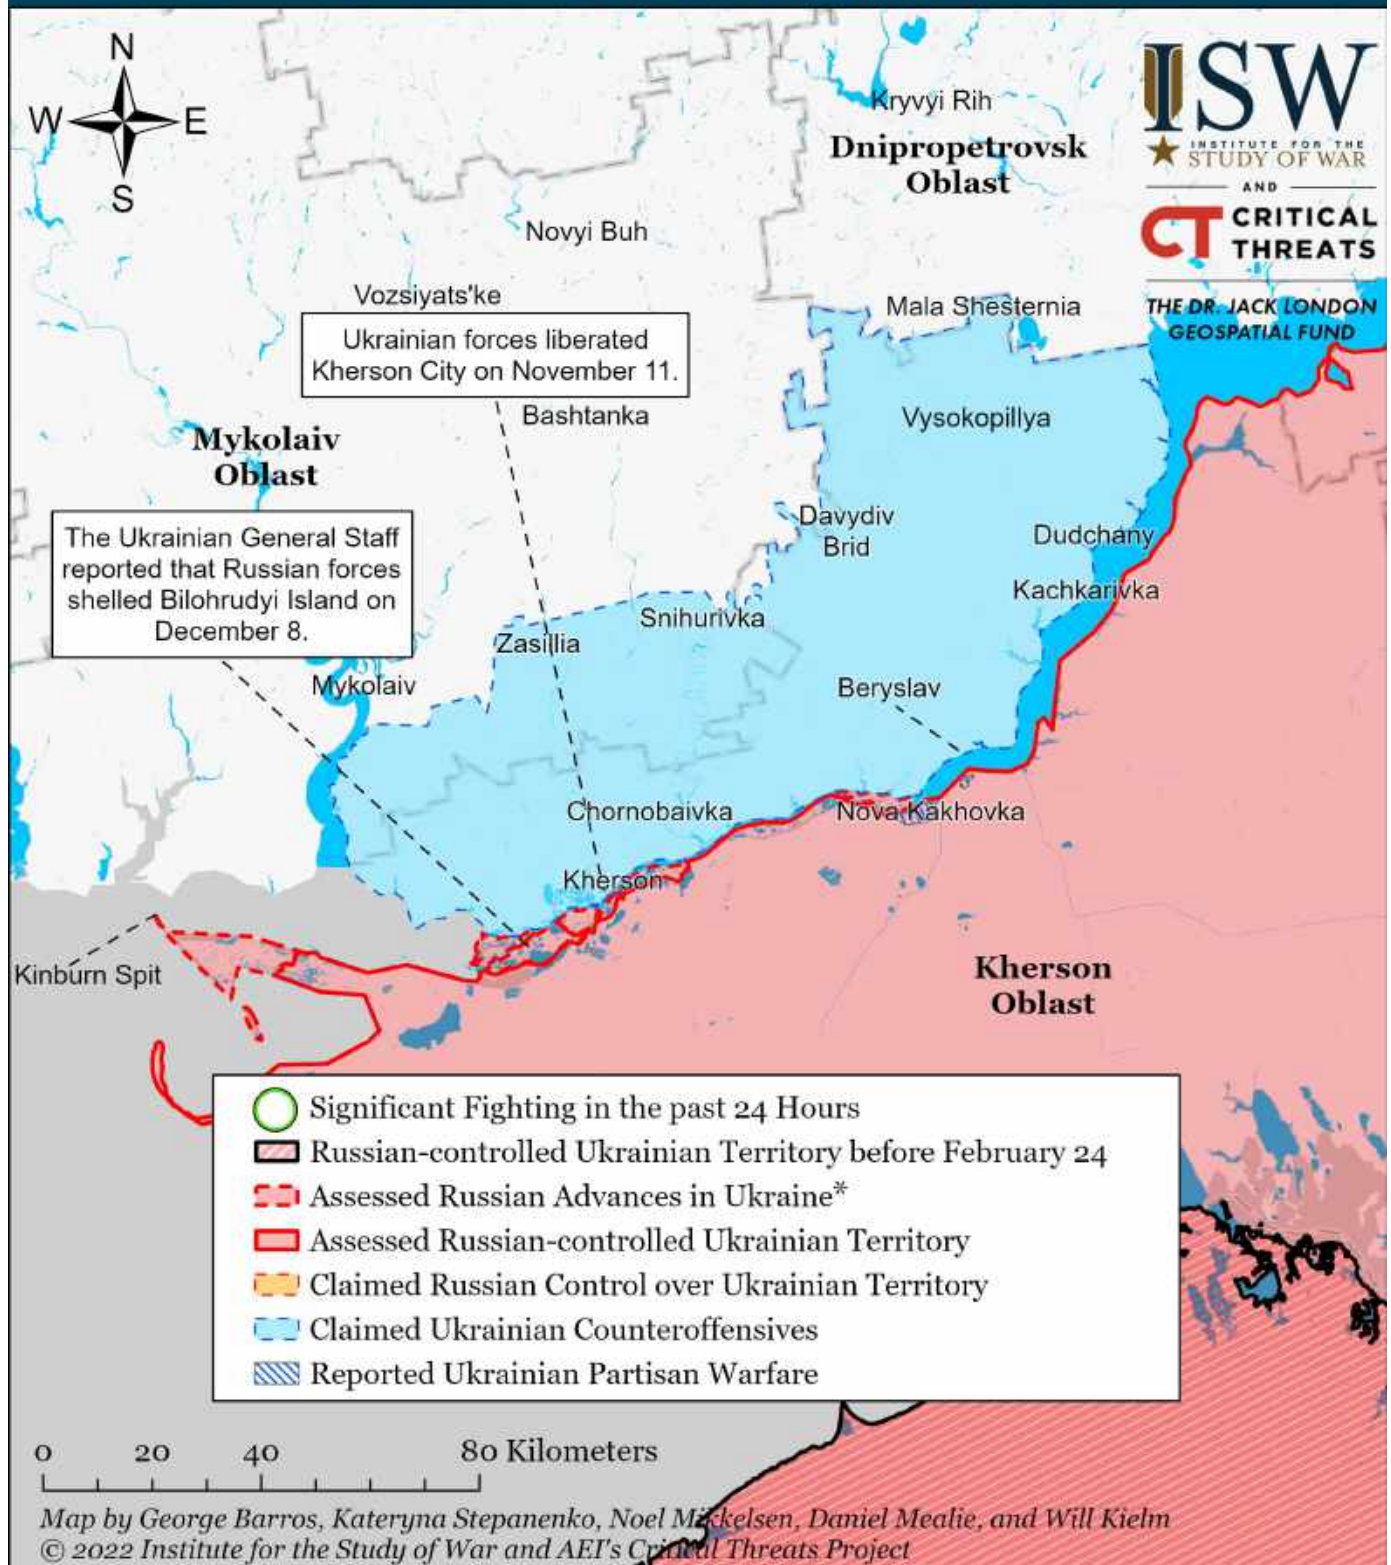 N
W E
S
ISW
INSTITUTE FOR THE
STUDY OF WAR
AND
CT CRITICAL
THREATS
THE DR. JACK LONDON
GEOSPATIAL FUND
Kryvyi Rih
Dnipropetrovsk
Oblast
Novyi Buh
Vozsiyats'ke
Mala Shesternia
Ukrainian forces liberated
Kherson City on November 11.
Bashtanka
Vysokopillya
Mykolaiv
Oblast
The Ukrainian General Staff
reported that Russian forces
shelled Bilohrudyi Island on
December 8.
Davydiv
Brid
Dudchany
Kachkarivka
Snihurivka
Zasillia
Mykolaiv
Beryslav
Chornobaivka
Nova Kakhovka
Kherson
Kinburn Spit
Kherson
Oblast
Significant Fighting in the past 24 Hours
Russian-controlled Ukrainian Territory before February 24
Assessed Russian Advances in Ukraine*
Assessed Russian-controlled Ukrainian Territory
Claimed Russian Control over Ukrainian Territory
Claimed Ukrainian Counteroffensives
Reported Ukrainian Partisan Warfare
0 20 40 80 Kilometers
Map by George Barros, Kateryna Stepanenko, Noel Mikkelsen, Daniel Mealie, and Will Kielm
© 2022 Institute for the Study of War and AEI's Critical Threats Project